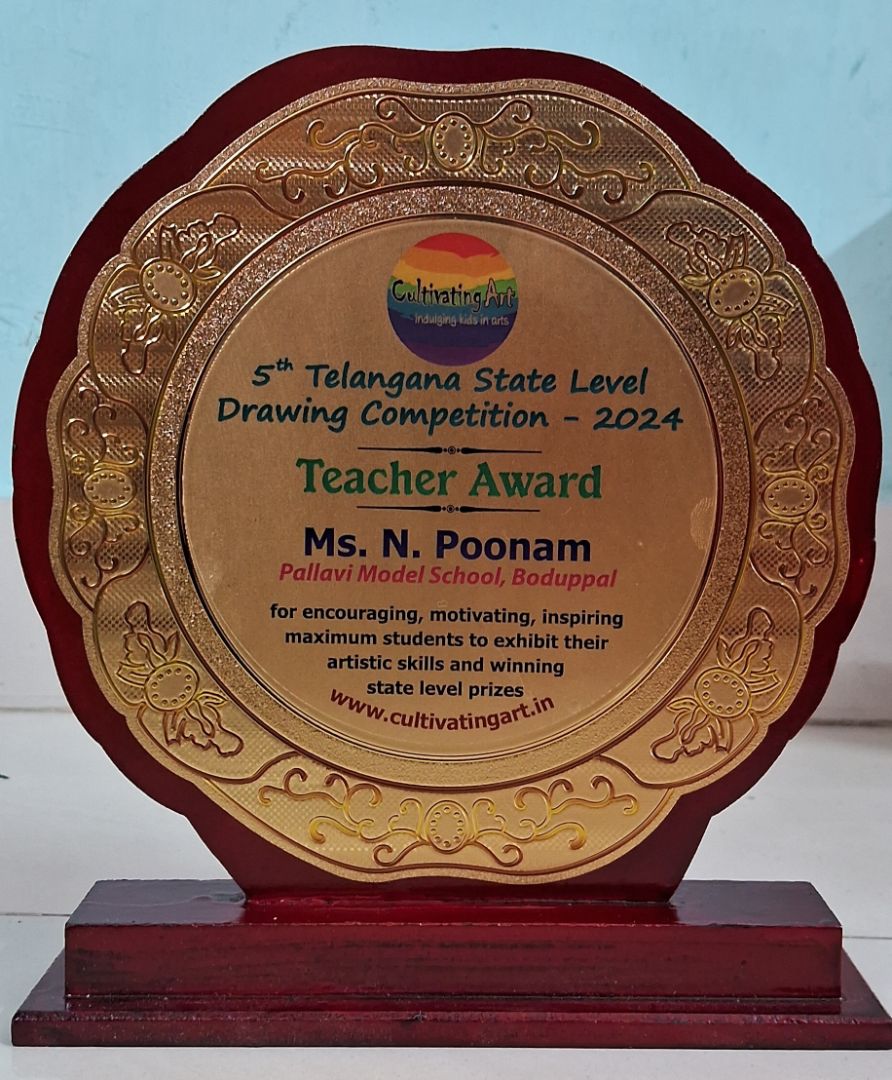 Cultivating Art
indulging kids in arts
5th Telangana State Level
Drawing Competition - 2024
Teacher Award
Ms. N. Poonam
Pallavi Model School, Boduppal
for encouraging, motivating, inspiring
maximum students to exhibit their
artistic skills and winning
state level prizes
www.cultivatingart.in